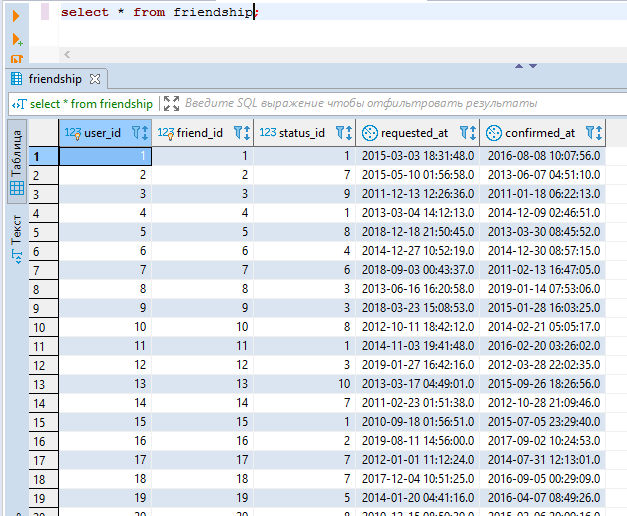 select * from friendship;
friendship
select * from friendship Введите SQL выражение чтобы отфильтровать результаты
Таблица
Текст
123 user_id 123 friend_id 123 status_id requested_at confirmed_at
1 1 1 1 2015-03-03 18:31:48.0 2016-08-08 10:07:56.0
2 2 2 7 2015-05-10 01:56:58.0 2013-06-07 04:51:10.0
3 3 3 9 2011-12-13 12:26:36.0 2011-01-18 06:22:13.0
4 4 4 1 2013-03-04 14:12:13.0 2014-12-09 02:46:51.0
5 5 5 8 2018-12-18 21:50:45.0 2013-03-30 08:45:52.0
6 6 6 4 2014-12-27 10:52:19.0 2014-12-30 08:57:15.0
7 7 7 6 2018-09-03 00:43:37.0 2011-02-13 16:47:05.0
8 8 8 3 2013-06-16 16:20:58.0 2019-01-14 07:53:06.0
9 9 9 3 2018-03-23 15:08:53.0 2015-01-28 16:03:25.0
10 10 10 8 2012-10-11 18:42:12.0 2014-02-21 05:05:17.0
11 11 11 1 2014-11-03 19:41:48.0 2016-02-20 03:26:02.0
12 12 12 3 2019-01-27 16:42:16.0 2012-03-28 22:02:35.0
13 13 13 10 2013-03-17 04:49:01.0 2015-09-26 18:26:56.0
14 14 14 7 2011-02-23 01:51:38.0 2012-10-28 21:09:46.0
15 15 15 1 2010-09-18 01:56:51.0 2015-07-05 23:29:40.0
16 16 16 2 2019-08-11 14:56:00.0 2017-09-02 10:24:53.0
17 17 17 7 2012-01-01 11:12:24.0 2014-07-31 12:13:01.0
18 18 18 7 2017-12-04 10:51:25.0 2016-09-05 00:29:09.0
19 19 19 5 2014-01-20 04:41:16.0 2016-04-07 08:49:26.0